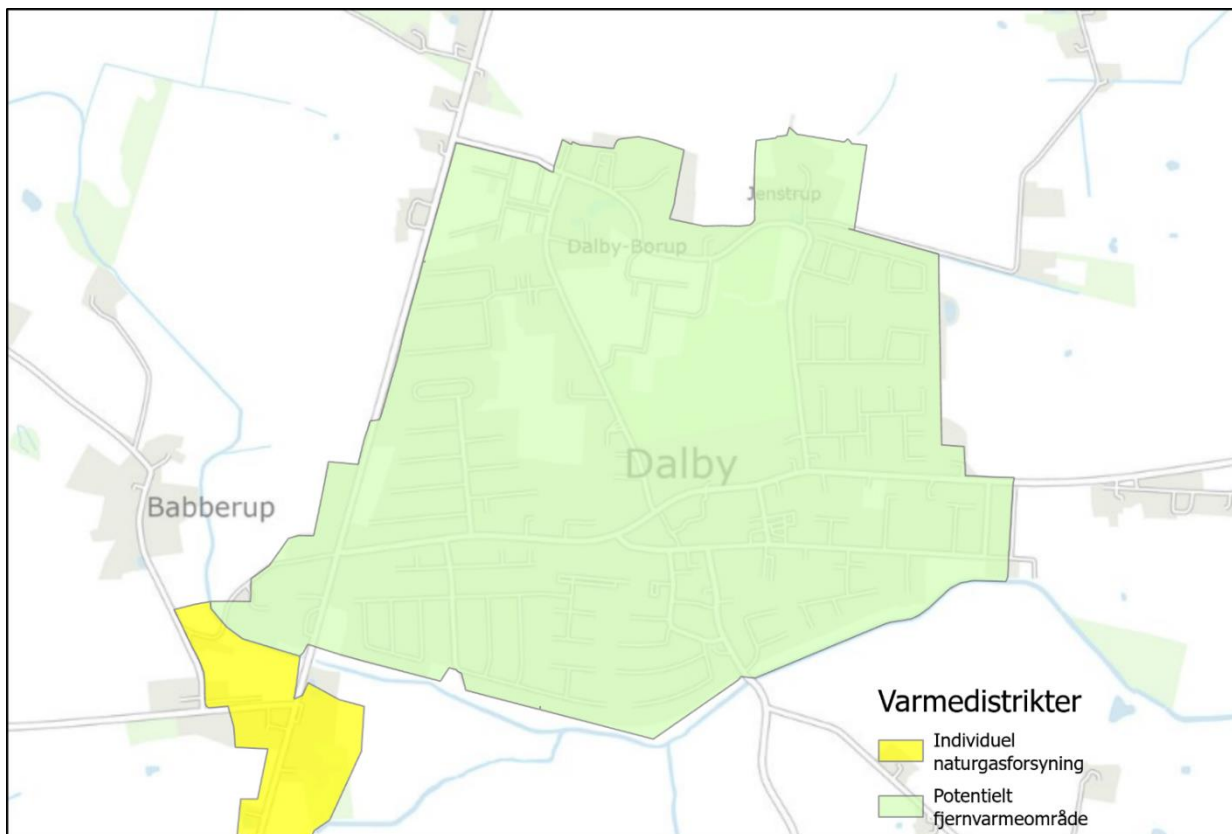 Jenstrup
Dalby-Borup
Dalby
Babberup
Varmedistrikter
Individuel
naturgasforsyning
Potentielt
fjernvarmeområde